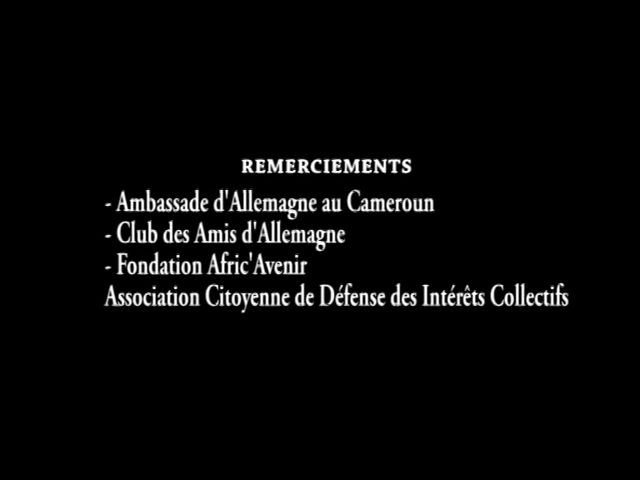 REMERCIEMENTS
- Ambassade d'Allemagne au Cameroun
- Club des Amis d'Allemagne
- Fondation Afric'Avenir
Association Citoyenne de Défense des Intérêts Collectifs